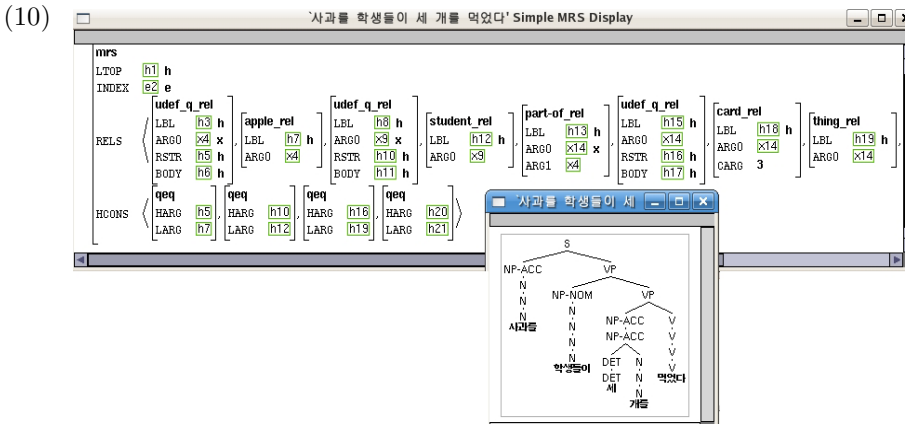 (10)
`사과를 학생들이 세 개를 먹었다' Simple MRS Display
mrs
LTOP h1 h
INDEX e2 e
udef_q_rel udef_q_rel udef_q_rel
apple_rel student_rel part-of_rel card_rel thing_rel
LBL h3 h LBL h8 h LBL h13 h LBL h15 h LBL h18 h
RELS ARG0 x4 x , LBL h7 h , ARG0 x9 x , LBL h12 h , ARG0 x14 x , ARG0 x14 , ARG0 x14 , LBL h19 h ,
RSTR h5 h ARG0 x4 RSTR h10 h ARG0 x9 ARG1 x4 RSTR h16 h CARG 3 ARG0 x14
BODY h6 h BODY h11 h BODY h17 h
qeq qeq qeq qeq
HCONS HARG h5 , HARG h10 , HARG h16 , HARG h20
LARG h7 LARG h12 LARG h19 LARG h21
`사과를 학생들이 세
S
NP-ACC VP
N NP-NOM VP
N N NP-ACC V
N N NP-ACC V
사과를 N V
N DET N V
N DET N 먹었다
학생들이 세 N
N
개를